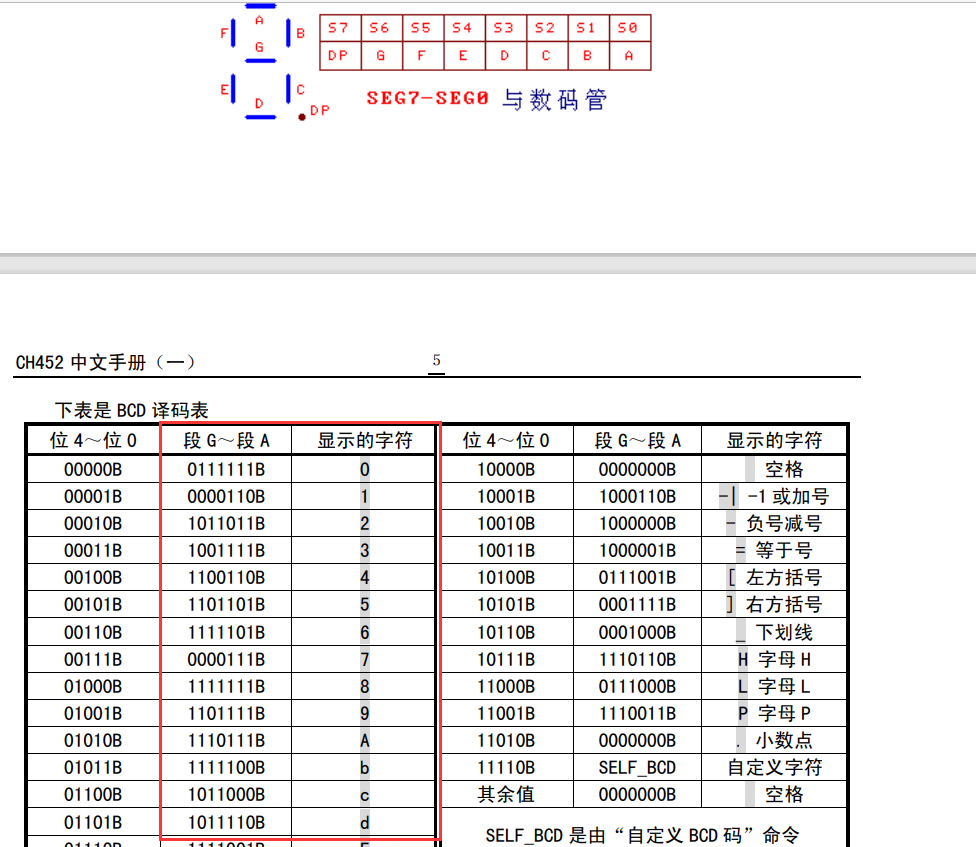 A
F B
G
E C
D
DP
S7 S6 S5 S4 S3 S2 S1 S0
DP G F E D C B A
SEG7-SEG0 与数码管
CH452 中文手册（一） 5
下表是 BCD 译码表
位 4～位 0 段 G～段 A 显示的字符 位 4～位 0 段 G～段 A 显示的字符
00000B 0111111B 0 10000B 0000000B 空格
00001B 0000110B 1 10001B 1000110B -| -1 或加号
00010B 1011011B 2 10010B 1000000B - 负号减号
00011B 1001111B 3 10011B 1000001B = 等于号
00100B 1100110B 4 10100B 0111001B [ 左方括号
00101B 1101101B 5 10101B 0001111B ] 右方括号
00110B 1111101B 6 10110B 0001000B _ 下划线
00111B 0000111B 7 10111B 1110110B H 字母 H
01000B 1111111B 8 11000B 0111000B L 字母 L
01001B 1101111B 9 11001B 1110011B P 字母 P
01010B 1110111B A 11010B 0000000B . 小数点
01011B 1111100B b 11110B SELF_BCD 自定义字符
01100B 1011000B c 其余值 0000000B 空格
01101B 1011110B d
SELF_BCD 是由“自定义 BCD 码”命令